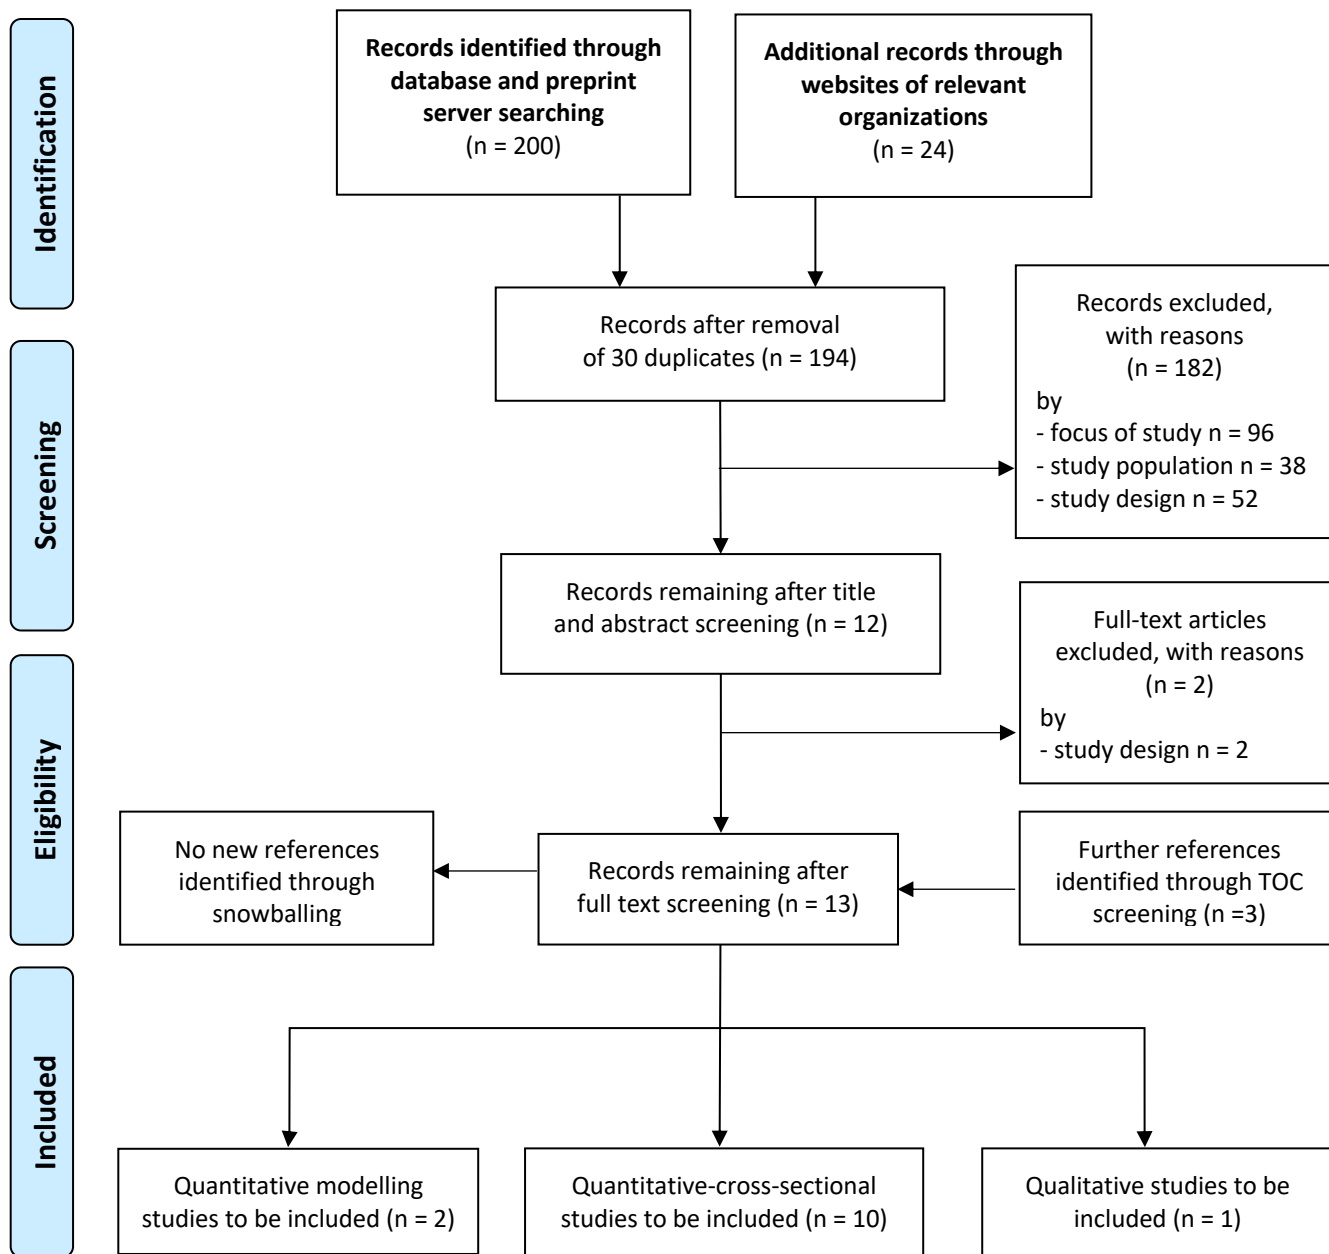 Identification
Records identified through
database and preprint
server searching
(n = 200)
Additional records through
websites of relevant
organizations
(n = 24)
Records after removal
of 30 duplicates (n = 194)
Records excluded,
with reasons
(n = 182)
by
- focus of study n = 96
- study population n = 38
- study design n = 52
Screening
Records remaining after title
and abstract screening (n = 12)
Full-text articles
excluded, with reasons
(n = 2)
by
- study design n = 2
Eligibility
No new references
identified through
snowballing
Records remaining after
full text screening (n = 13)
Further references
identified through TOC
screening (n =3)
Included
Quantitative modelling
studies to be included (n = 2)
Quantitative-cross-sectional
studies to be included (n = 10)
Qualitative studies to be
included (n = 1)